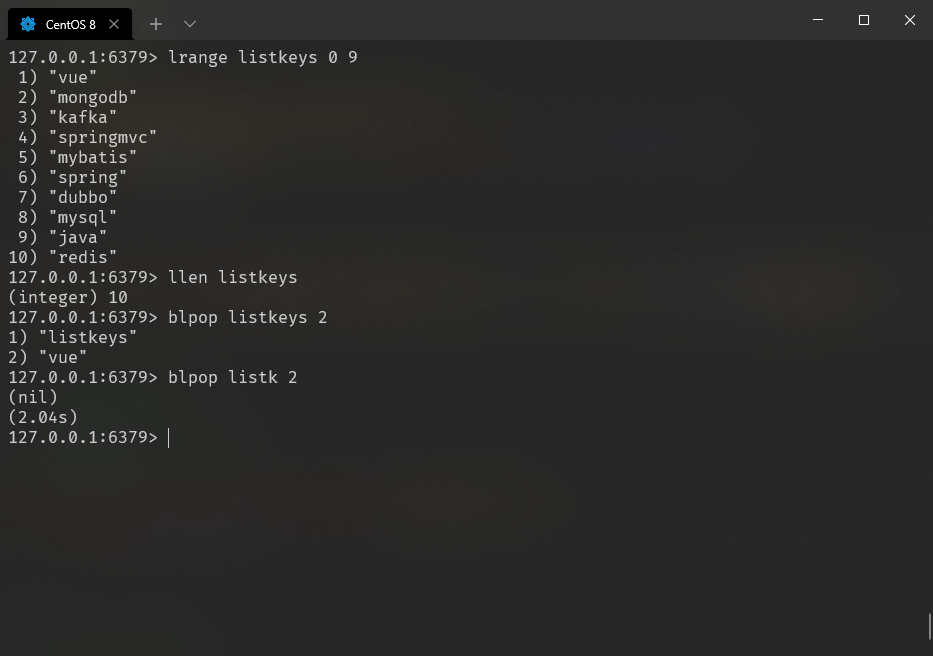 CentOS 8
127.0.0.1:6379> lrange listkeys 0 9
 1) "vue"
 2) "mongodb"
 3) "kafka"
 4) "springmvc"
 5) "mybatis"
 6) "spring"
 7) "dubbo"
 8) "mysql"
 9) "java"
10) "redis"
127.0.0.1:6379> llen listkeys
(integer) 10
127.0.0.1:6379> blpop listkeys 2
1) "listkeys"
2) "vue"
127.0.0.1:6379> blpop listk 2
(nil)
(2.04s)
127.0.0.1:6379>